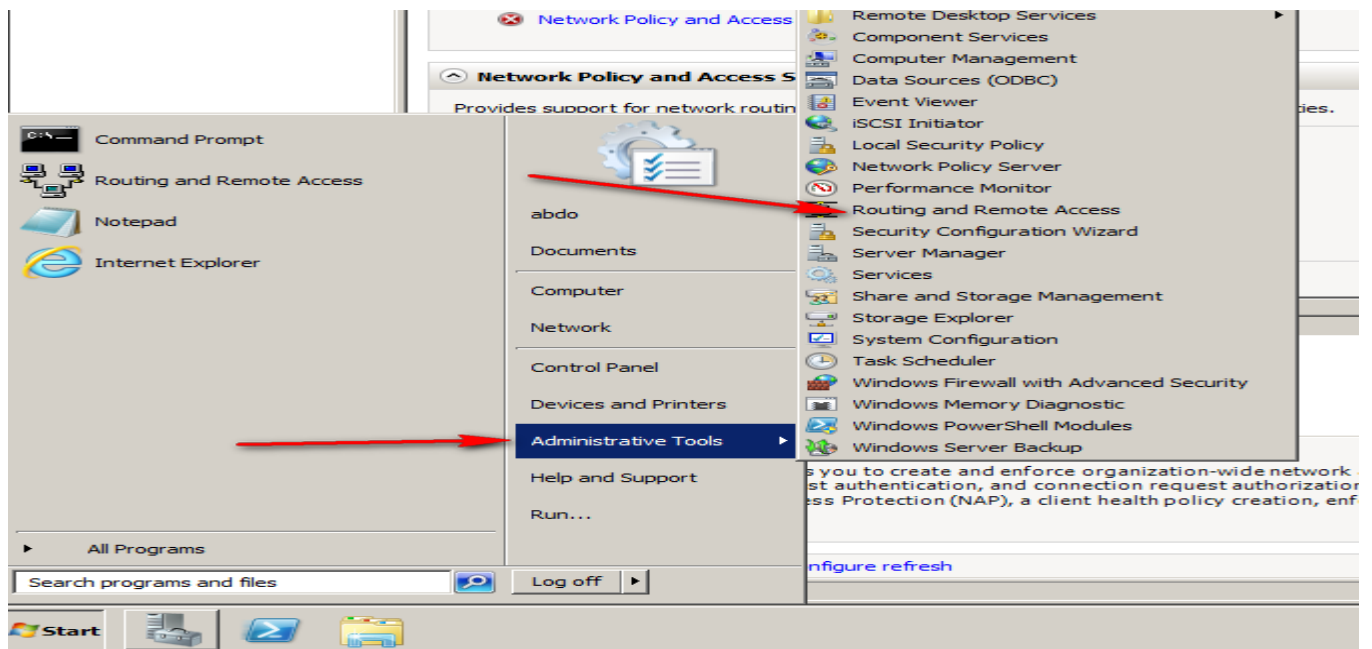 Network Policy and Access
Network Policy and Access S
Provides support for network routin
ies.
Command Prompt
Routing and Remote Access
Notepad
Internet Explorer
All Programs
Search programs and files
abdo
Documents
Computer
Network
Control Panel
Devices and Printers
Administrative Tools
Help and Support
Run...
Log off
Remote Desktop Services
Component Services
Computer Management
Data Sources (ODBC)
Event Viewer
iSCSI Initiator
Local Security Policy
Network Policy Server
Performance Monitor
Routing and Remote Access
Security Configuration Wizard
Server Manager
Services
Share and Storage Management
Storage Explorer
System Configuration
Task Scheduler
Windows Firewall with Advanced Security
Windows Memory Diagnostic
Windows PowerShell Modules
Windows Server Backup
s you to create and enforce organization-wide network
st authentication, and connection request authorization
ess Protection (NAP), a client health policy creation, enf
nfigure refresh
Start